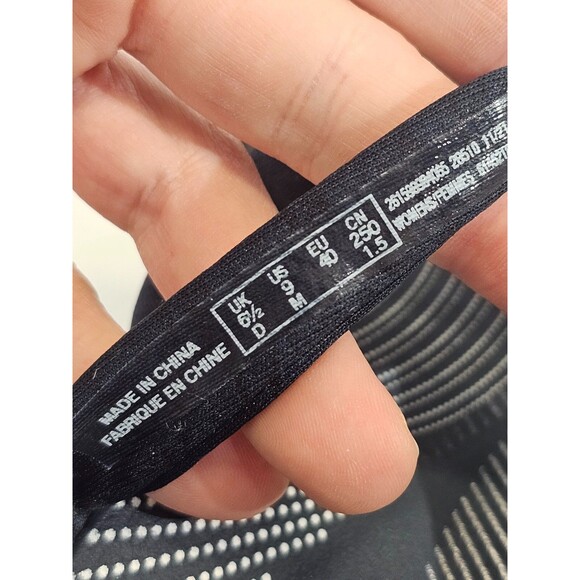 MADE IN CHINA
FABRIQUE EN CHINE
UK US EU CN
6½ 9 40 250
D M 1.5
WOMENS/FEMMES: